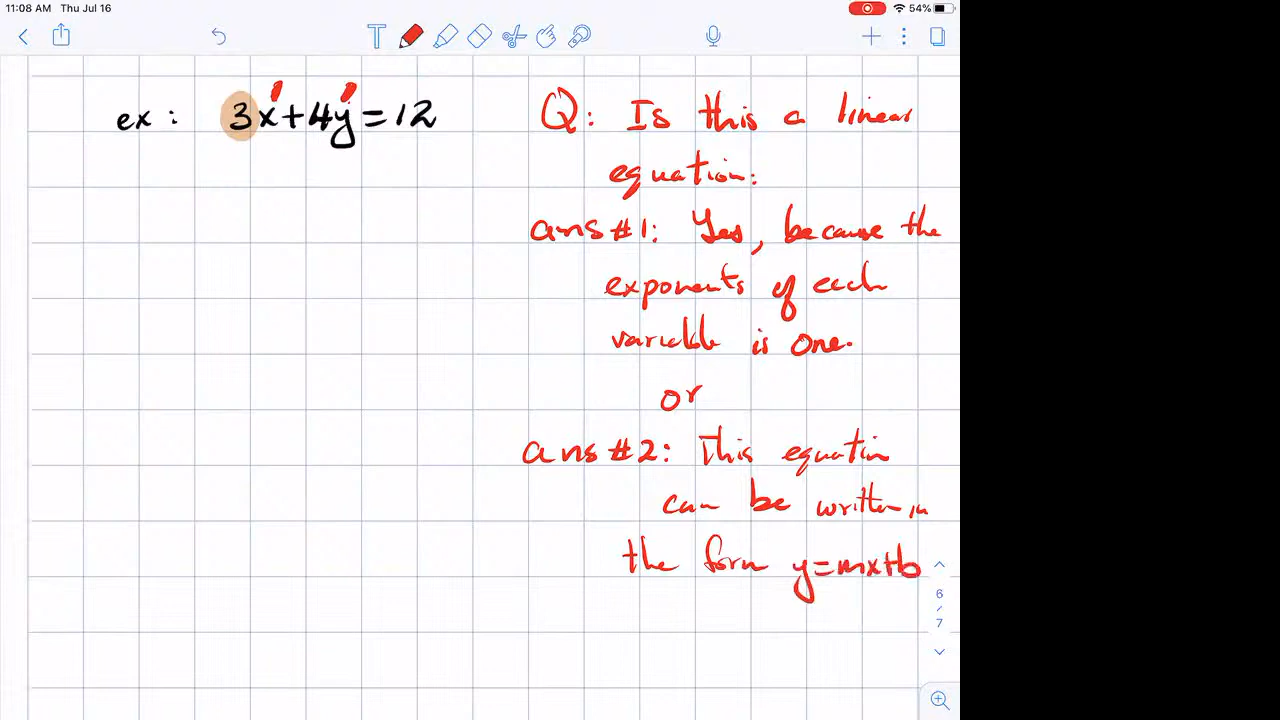 11:08 AM Thu Jul 16
54%
ex: 3x+4y=12
Q: Is this a linear
equation:
ans #1: Yes, because the
exponents of each
variable is one.
or
ans #2: This equation
can be written in
the form y=mx+b
6
/
7